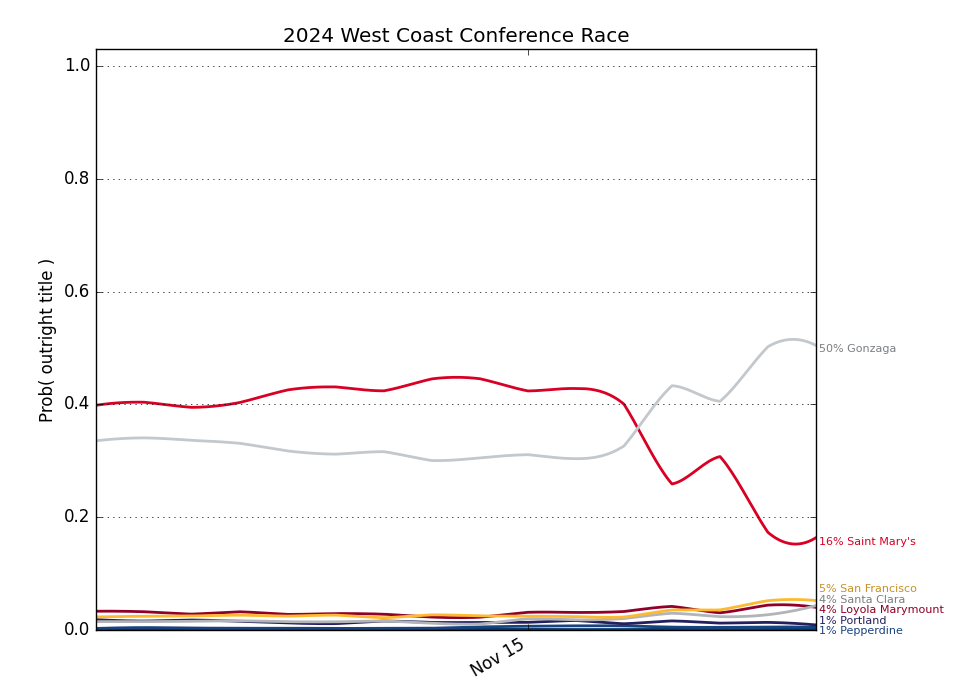 2024 West Coast Conference Race
1.0
0.8
0.6
0.4
0.2
0.0
Prob( outright title )
Nov 15
50% Gonzaga
16% Saint Mary's
5% San Francisco
4% Santa Clara
4% Loyola Marymount
1% Portland
1% Pepperdine